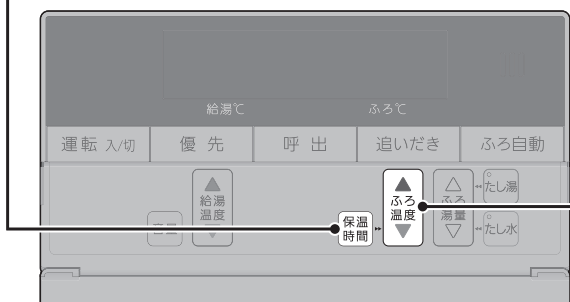 給湯℃ ふろ℃
運転 入/切 優先 呼出 追いだき ふろ自動
給湯
温度
容量
保温
時間
ふろ
温度
ふろ
湯量
たし湯
たし水